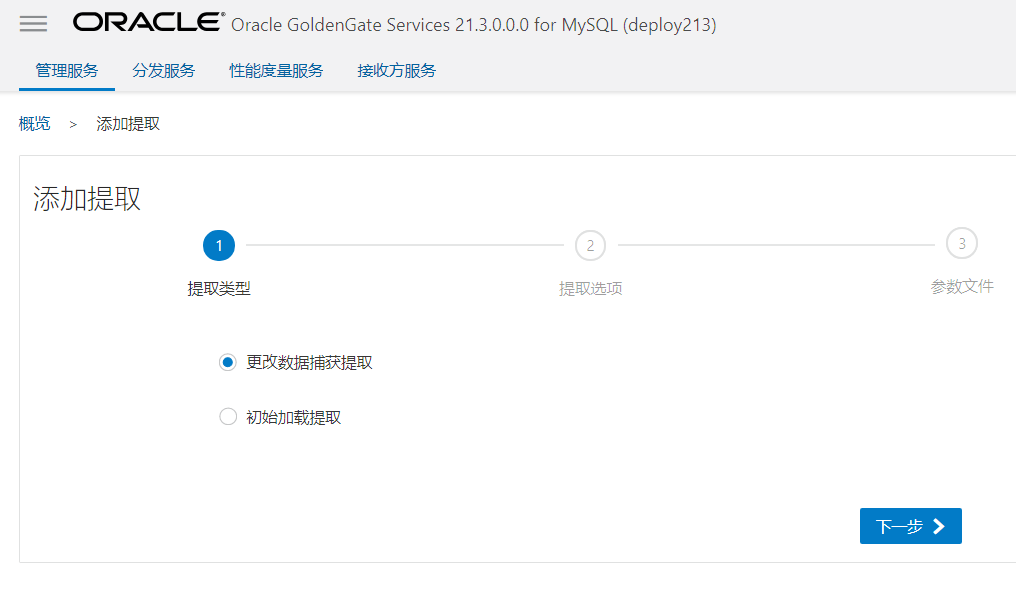 ORACLE® Oracle GoldenGate Services 21.3.0.0.0 for MySQL (deploy213)
管理服务 分发服务 性能度量服务 接收方服务
概览 > 添加提取
添加提取
1 2 3
提取类型 提取选项 参数文件
更改数据捕获提取
初始加载提取
下一步